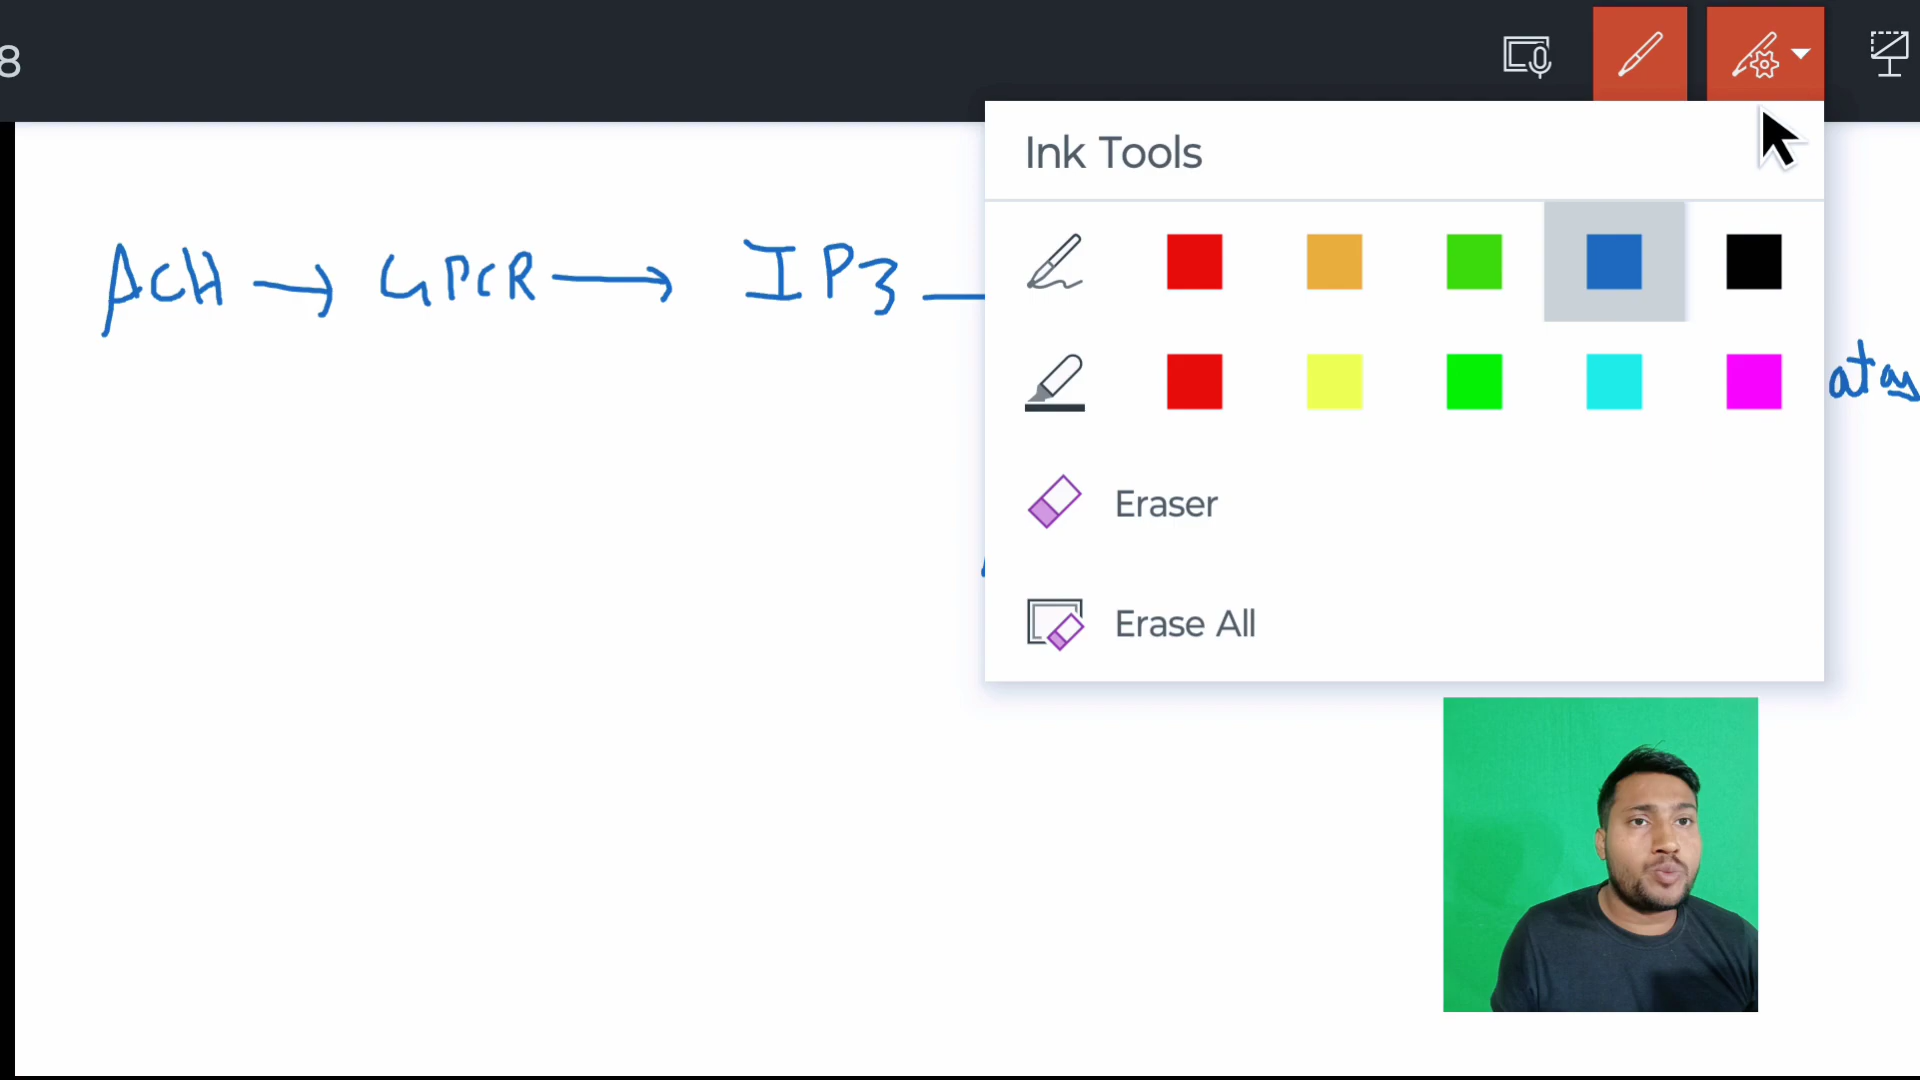 8
Ink Tools
ACH → GPCR → IP3
Eraser
Erase All